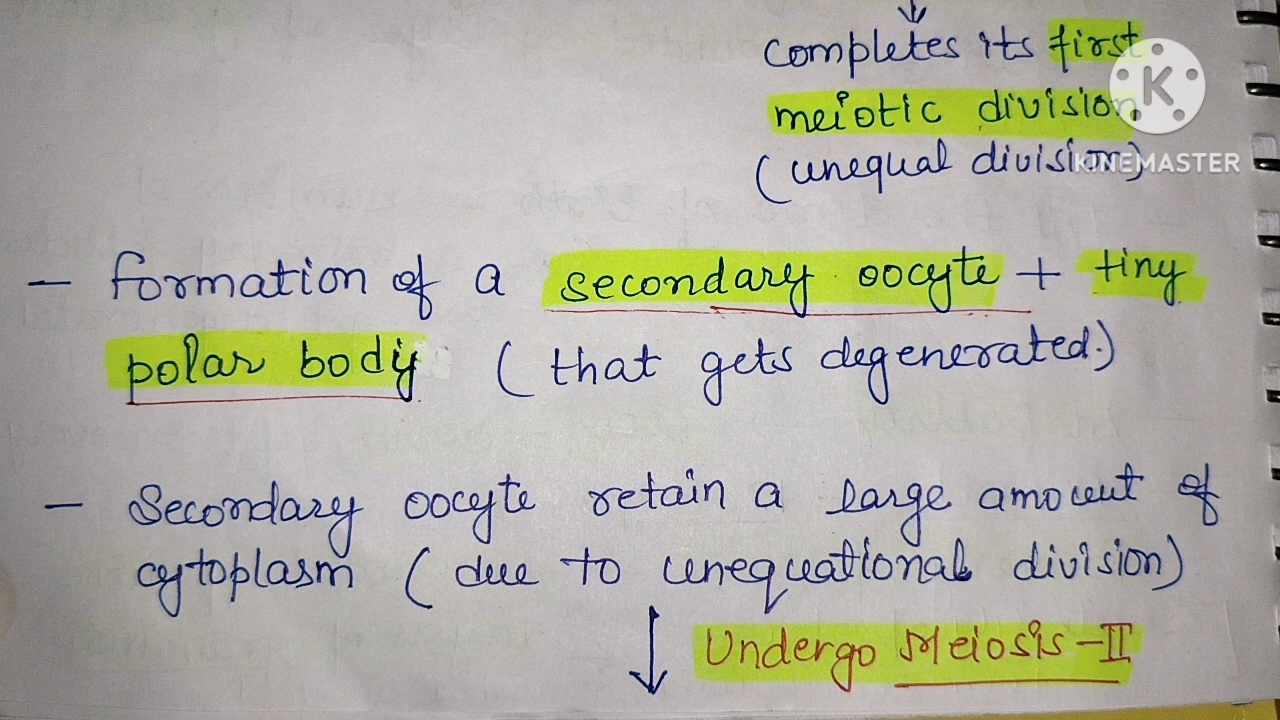 completes its first
meiotic division
(unequal division)
K
KINEMASTER
- formation of a secondary oocyte + tiny
polar body (that gets degenerated.)
- Secondary oocyte retain a large amount of
cytoplasm (due to unequational division)
↓ Undergo Meiosis-II